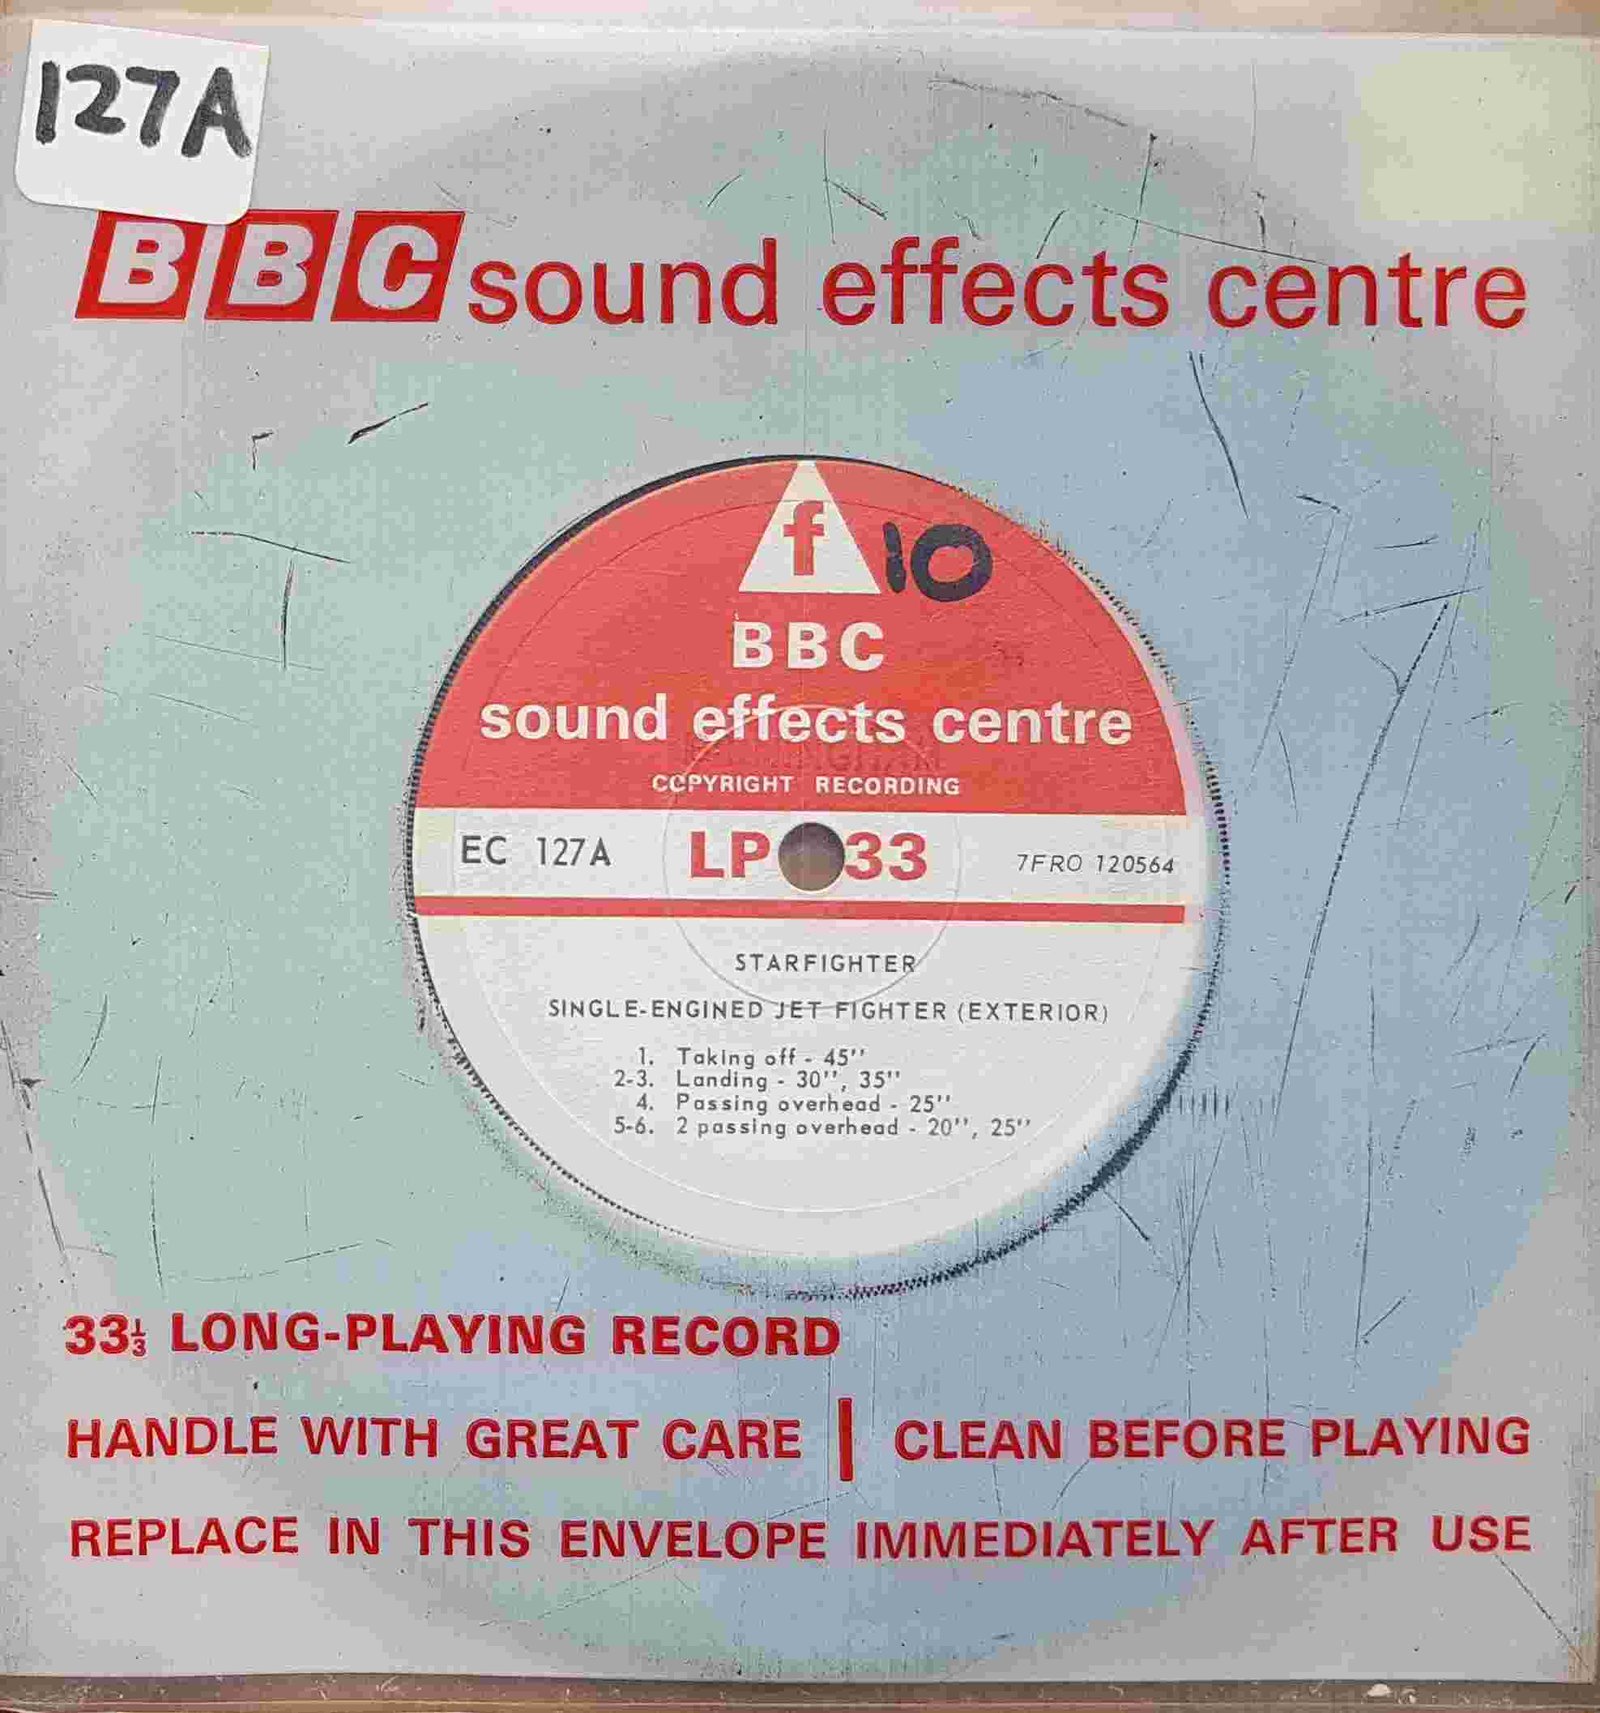 127A
BBC sound effects centre
f 10
BBC
sound effects centre
COPYRIGHT RECORDING
EC 127A LP 33 7FRO 120564
STARFIGHTER
SINGLE-ENGINED JET FIGHTER (EXTERIOR)
1. Taking off - 45''
2-3. Landing - 30'', 35''
4. Passing overhead - 25''
5-6. 2 passing overhead - 20'', 25''
33⅓ LONG-PLAYING RECORD
HANDLE WITH GREAT CARE | CLEAN BEFORE PLAYING
REPLACE IN THIS ENVELOPE IMMEDIATELY AFTER USE